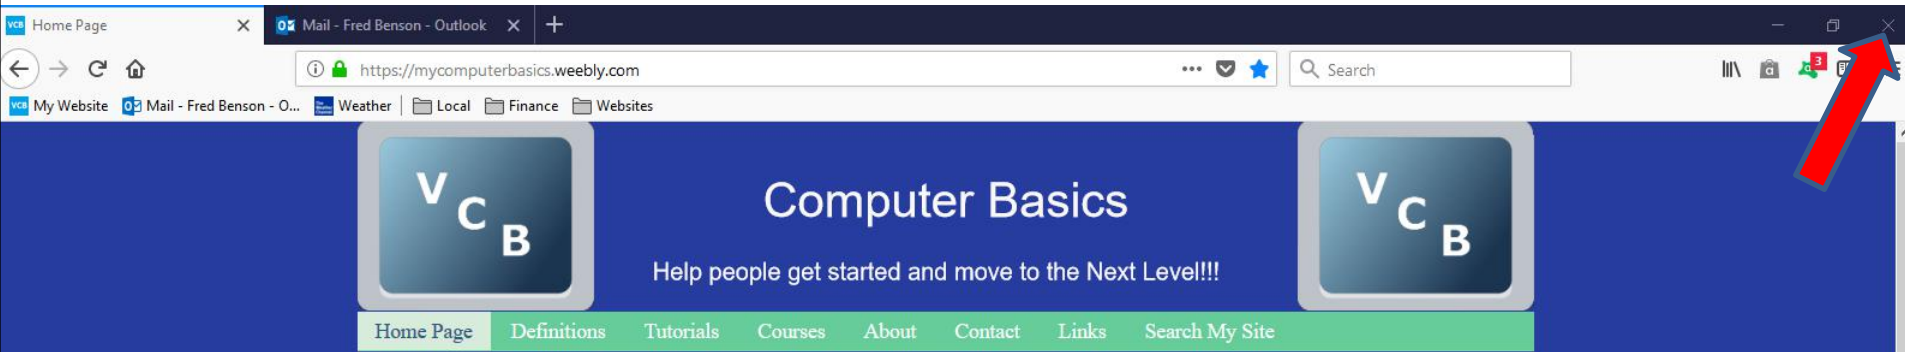 VCB Home Page Mail - Fred Benson - Outlook
https://mycomputerbasics.weebly.com Search 3
VCB My Website Mail - Fred Benson - O... Weather Local Finance Websites
V C B
Computer Basics
Help people get started and move to the Next Level!!!
V C B
Home Page Definitions Tutorials Courses About Contact Links Search My Site